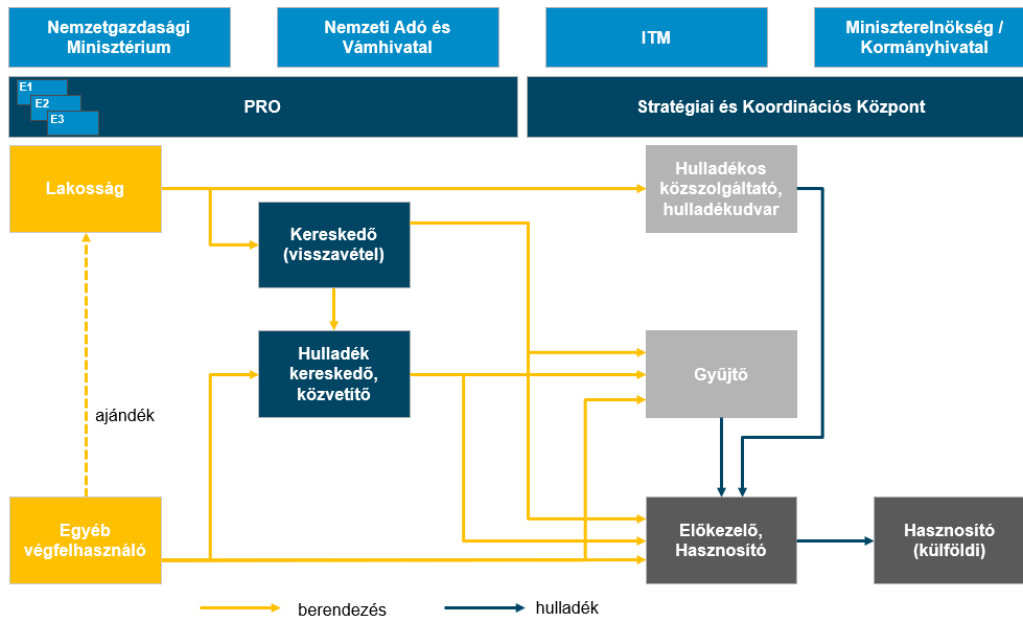 Nemzetgazdasági
Minisztérium
Nemzeti Adó és
Vámhivatal
ITM
Miniszterelnökség /
Kormányhivatal
E1
E2
E3
PRO
Stratégiai és Koordinációs Központ
Lakosság
Hulladékos
közszolgáltató,
hulladékudvar
Kereskedő
(visszavétel)
Hulladék
kereskedő,
közvetítő
Gyűjtő
ajándék
Egyéb
végfelhasználó
Előkezelő,
Hasznosító
Hasznosító
(külföldi)
berendezés
hulladék